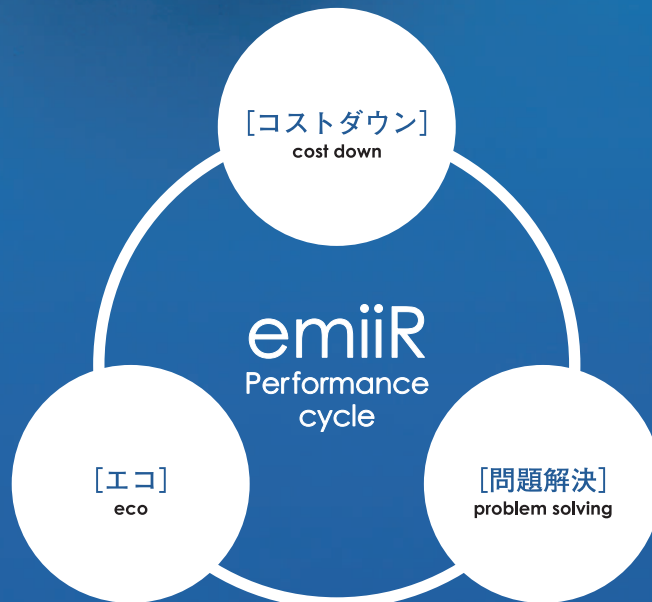 [コストダウン]
cost down
emiiR
Performance
cycle
[エコ]
eco
[問題解決]
problem solving